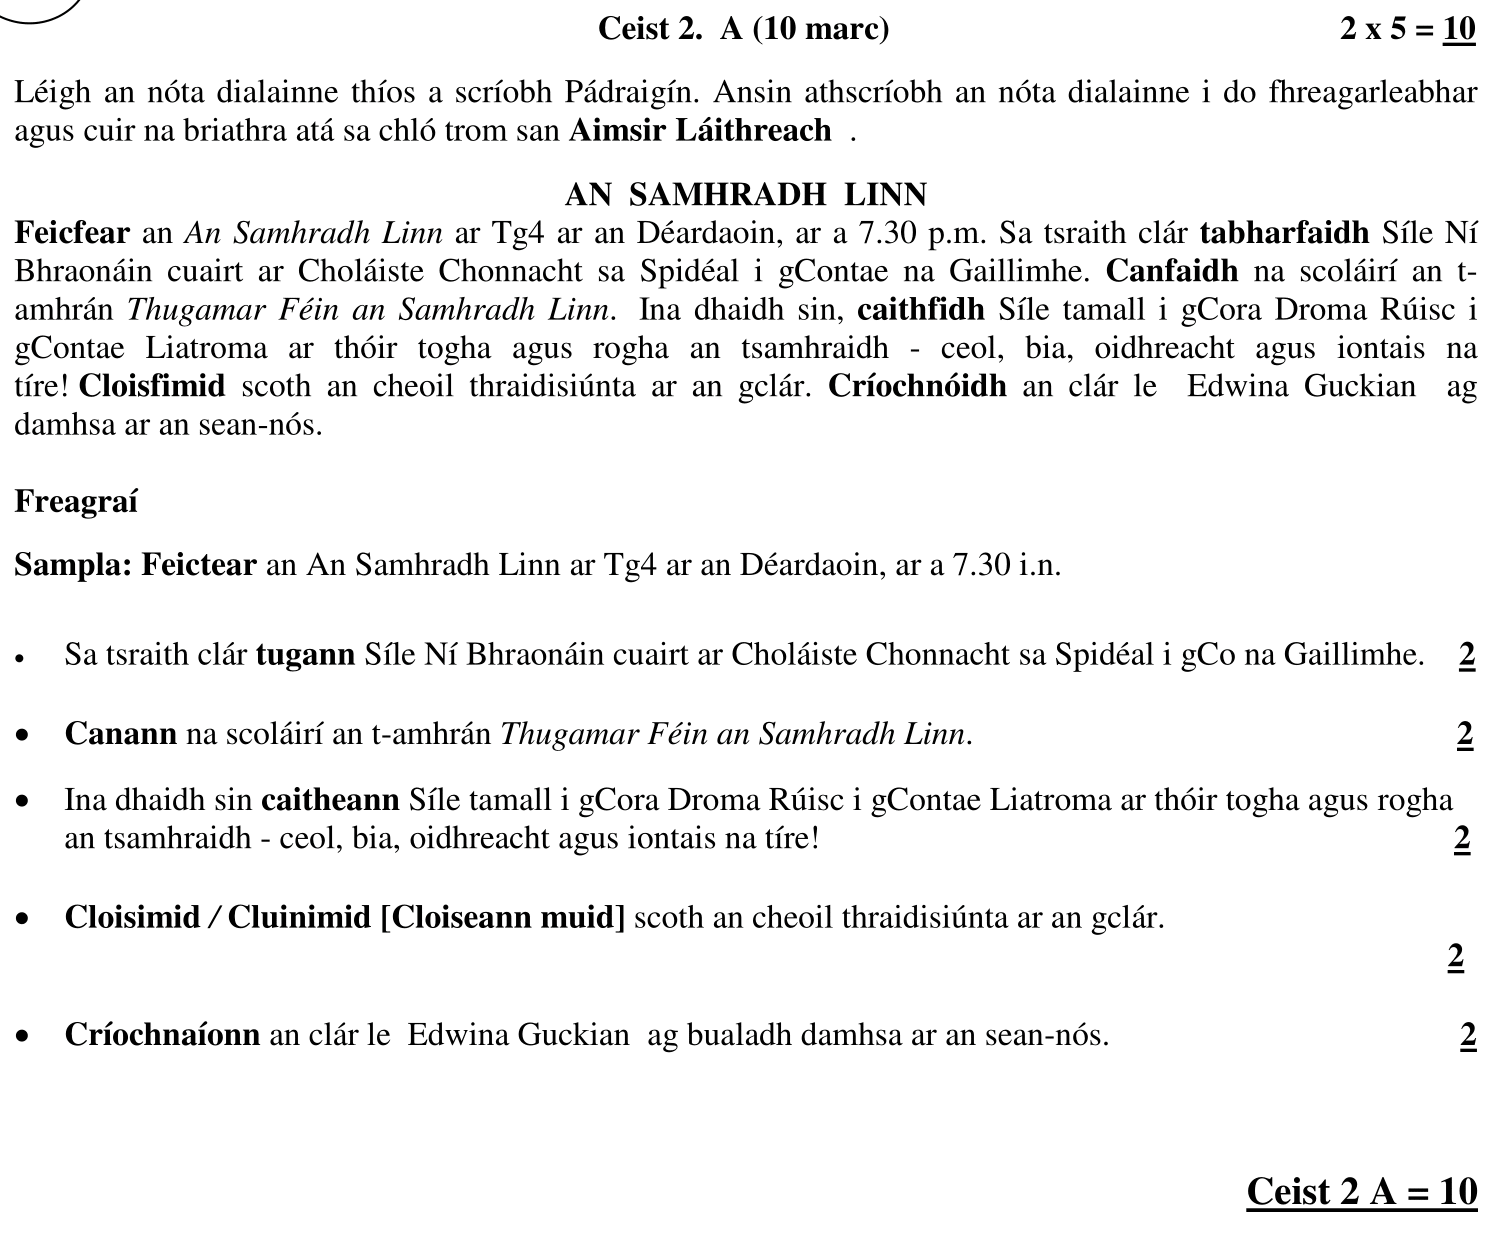 Ceist 2. A (10 marc) 2 x 5 = 10
Léigh an nóta dialainne thíos a scríobh Pádraigín. Ansin athscríobh an nóta dialainne i do fhreagarleabhar
agus cuir na briathra atá sa chló trom san Aimsir Láithreach .
AN SAMHRADH LINN
Feicfear an An Samhradh Linn ar Tg4 ar an Déardaoin, ar a 7.30 p.m. Sa tsraith clár tabharfaidh Síle Ní
Bhraonáin cuairt ar Choláiste Chonnacht sa Spidéal i gContae na Gaillimhe. Canfaidh na scoláirí an t-
amhrán Thugamar Féin an Samhradh Linn. Ina dhaidh sin, caithfidh Síle tamall i gCora Droma Rúisc i
gContae Liatroma ar thóir togha agus rogha an tsamhraidh - ceol, bia, oidhreacht agus iontais na
tíre! Cloisfimid scoth an cheoil thraidisiúnta ar an gclár. Críochnóidh an clár le Edwina Guckian ag
damhsa ar an sean-nós.
Freagraí
Sampla: Feictear an An Samhradh Linn ar Tg4 ar an Déardaoin, ar a 7.30 i.n.
• Sa tsraith clár tugann Síle Ní Bhraonáin cuairt ar Choláiste Chonnacht sa Spidéal i gCo na Gaillimhe. 2
• Canann na scoláirí an t-amhrán Thugamar Féin an Samhradh Linn. 2
• Ina dhaidh sin caitheann Síle tamall i gCora Droma Rúisc i gContae Liatroma ar thóir togha agus rogha
an tsamhraidh - ceol, bia, oidhreacht agus iontais na tíre! 2
• Cloisimid / Cluinimid [Cloiseann muid] scoth an cheoil thraidisiúnta ar an gclár.
2
• Críochnaíonn an clár le Edwina Guckian ag bualadh damhsa ar an sean-nós. 2
Ceist 2 A = 10